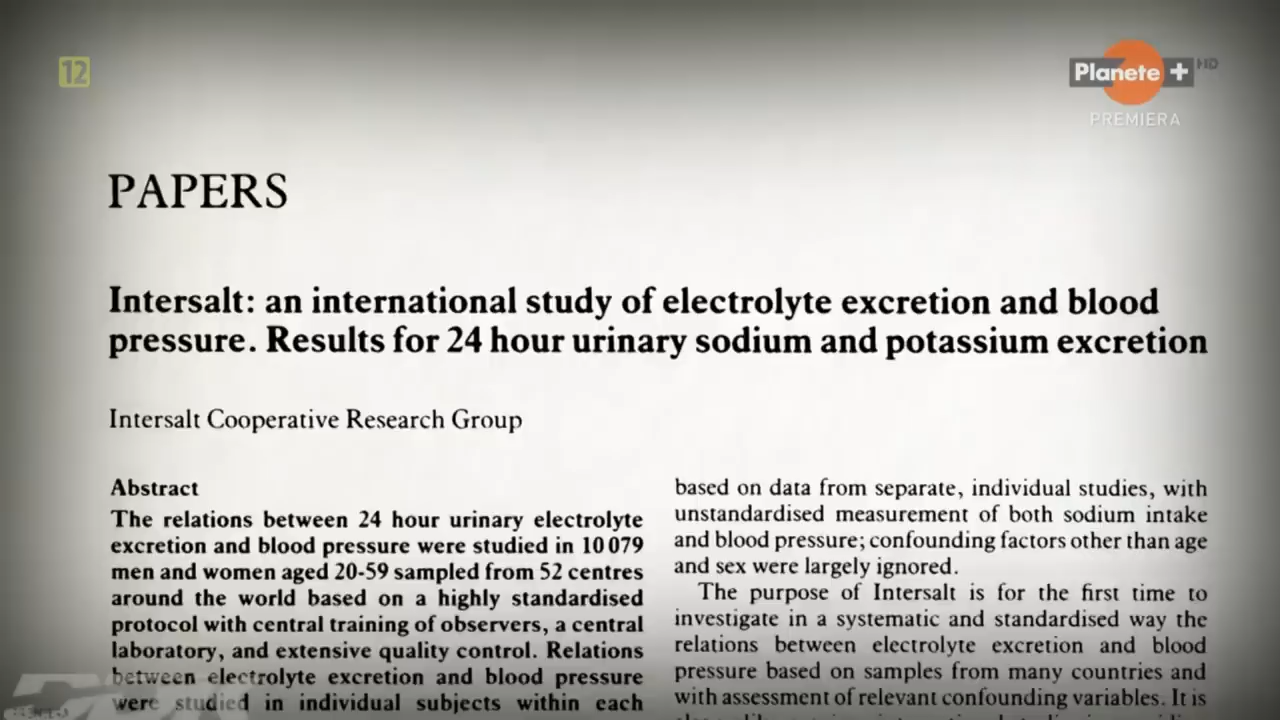 12
Planete + HD
PREMIERA
PAPERS
Intersalt: an international study of electrolyte excretion and blood
pressure. Results for 24 hour urinary sodium and potassium excretion
Intersalt Cooperative Research Group
Abstract
The relations between 24 hour urinary electrolyte
excretion and blood pressure were studied in 10 079
men and women aged 20-59 sampled from 52 centres
around the world based on a highly standardised
protocol with central training of observers, a central
laboratory, and extensive quality control. Relations
between electrolyte excretion and blood pressure
were studied in individual subjects within each
based on data from separate, individual studies, with
unstandardised measurement of both sodium intake
and blood pressure; confounding factors other than age
and sex were largely ignored.
The purpose of Intersalt is for the first time to
investigate in a systematic and standardised way the
relations between electrolyte excretion and blood
pressure based on samples from many countries and
with assessment of relevant confounding variables. It is